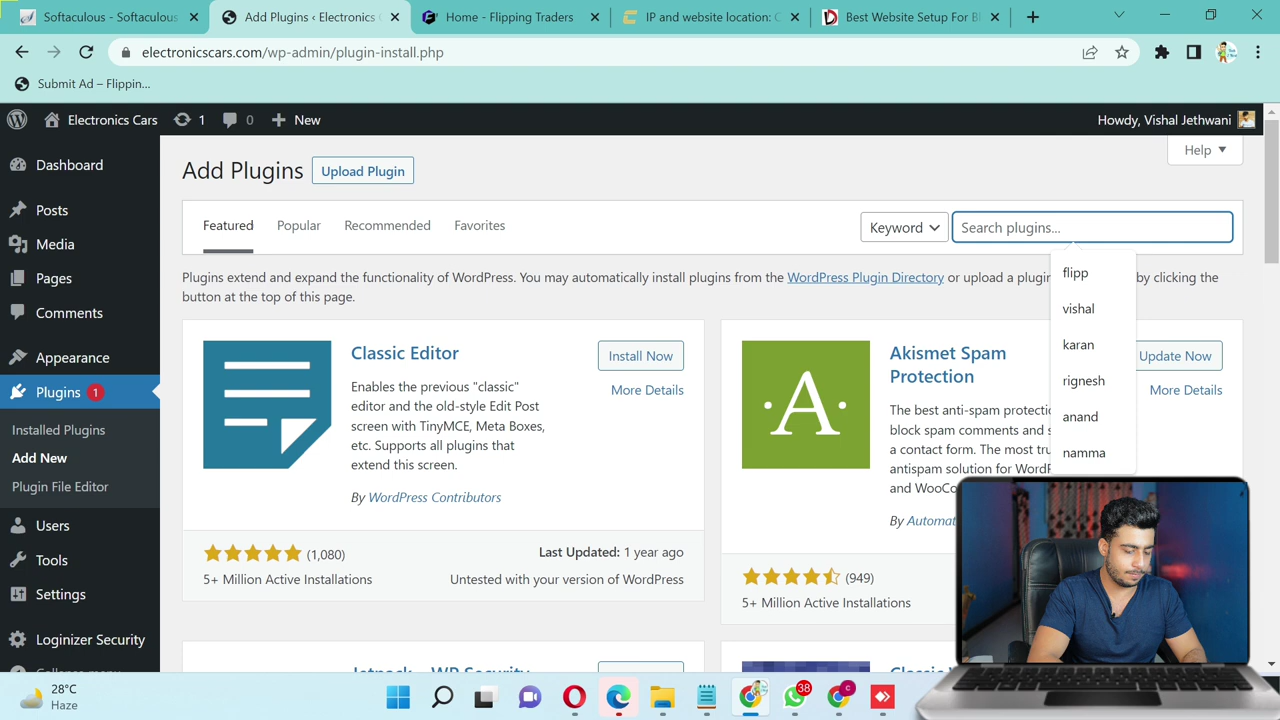 Softaculous - Softaculous
Add Plugins ‹ Electronics C
Home - Flipping Traders
IP and website location: C
Best Website Setup For Bl
electronicscars.com/wp-admin/plugin-install.php
Submit Ad – Flippin...
Electronics Cars
1
0
New
Howdy, Vishal Jethwani
Dashboard
Posts
Media
Pages
Comments
Appearance
Plugins 1
Installed Plugins
Add New
Plugin File Editor
Users
Tools
Settings
Loginizer Security
Collapse menu
Add Plugins
Upload Plugin
Help
Featured
Popular
Recommended
Favorites
Keyword
Search plugins...
flipp
vishal
karan
rignesh
anand
namma
Plugins extend and expand the functionality of WordPress. You may automatically install plugins from the WordPress Plugin Directory or upload a plugin by clicking the
button at the top of this page.
Classic Editor
Install Now
More Details
Enables the previous "classic"
editor and the old-style Edit Post
screen with TinyMCE, Meta Boxes,
etc. Supports all plugins that
extend this screen.
By WordPress Contributors
(1,080)
5+ Million Active Installations
Last Updated: 1 year ago
Untested with your version of WordPress
Akismet Spam
Protection
Update Now
More Details
The best anti-spam protectio
block spam comments and s
a contact form. The most tru
antispam solution for WordP
and WooCo
By Automat
(949)
5+ Million Active Installations
Jetpack – WP Security
Classic W
28°C
Haze
38